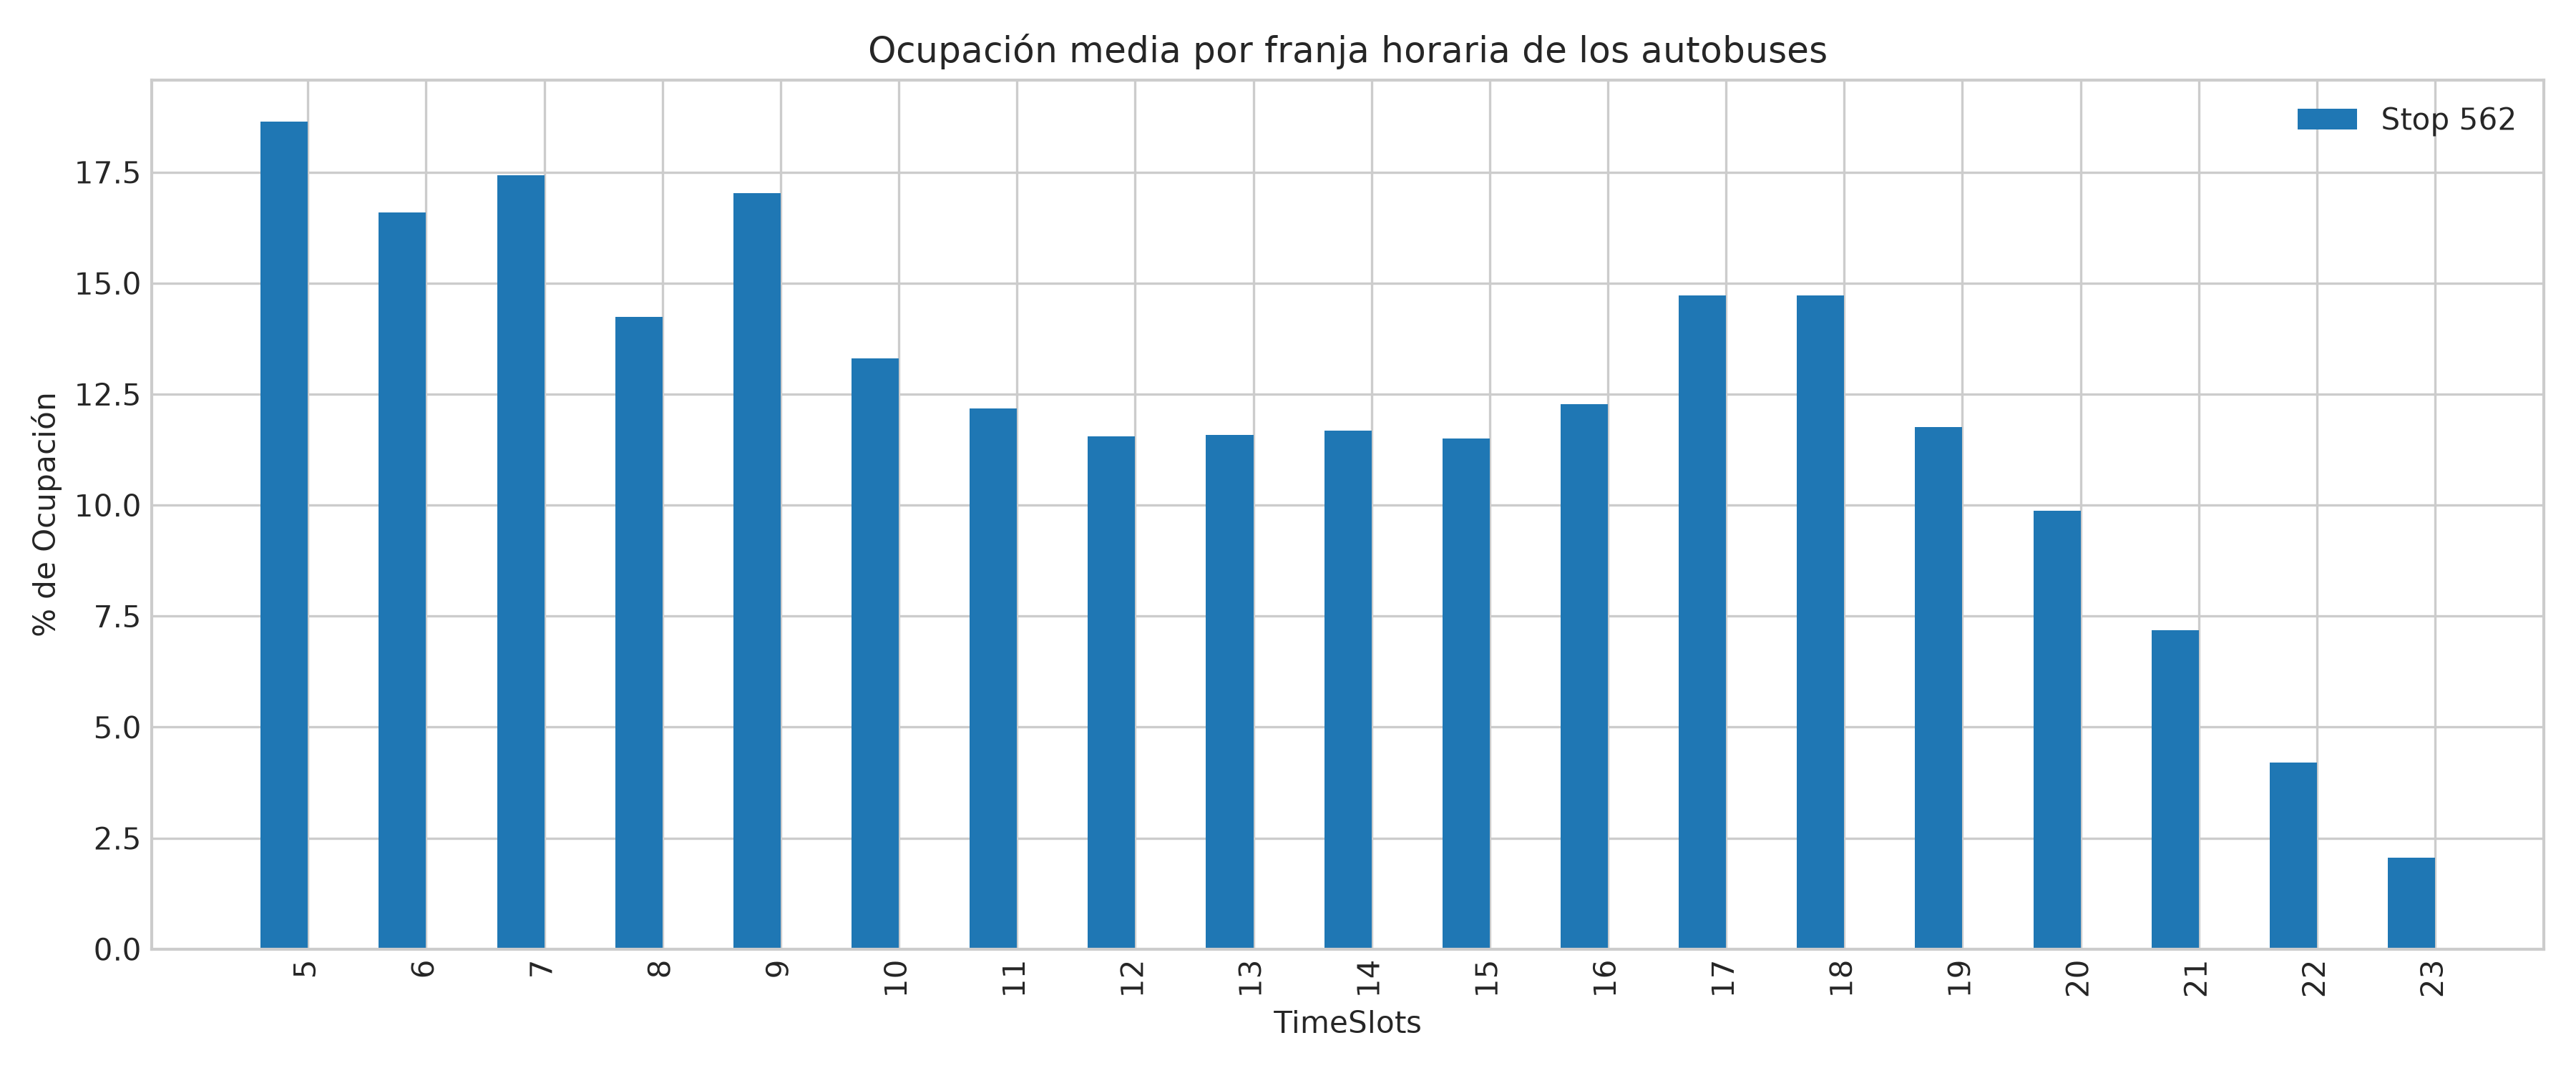 Ocupación media por franja horaria de los autobuses
Stop 562
% de Ocupación
17.5
15.0
12.5
10.0
7.5
5.0
2.5
0.0
5 6 7 8 9 10 11 12 13 14 15 16 17 18 19 20 21 22 23
TimeSlots